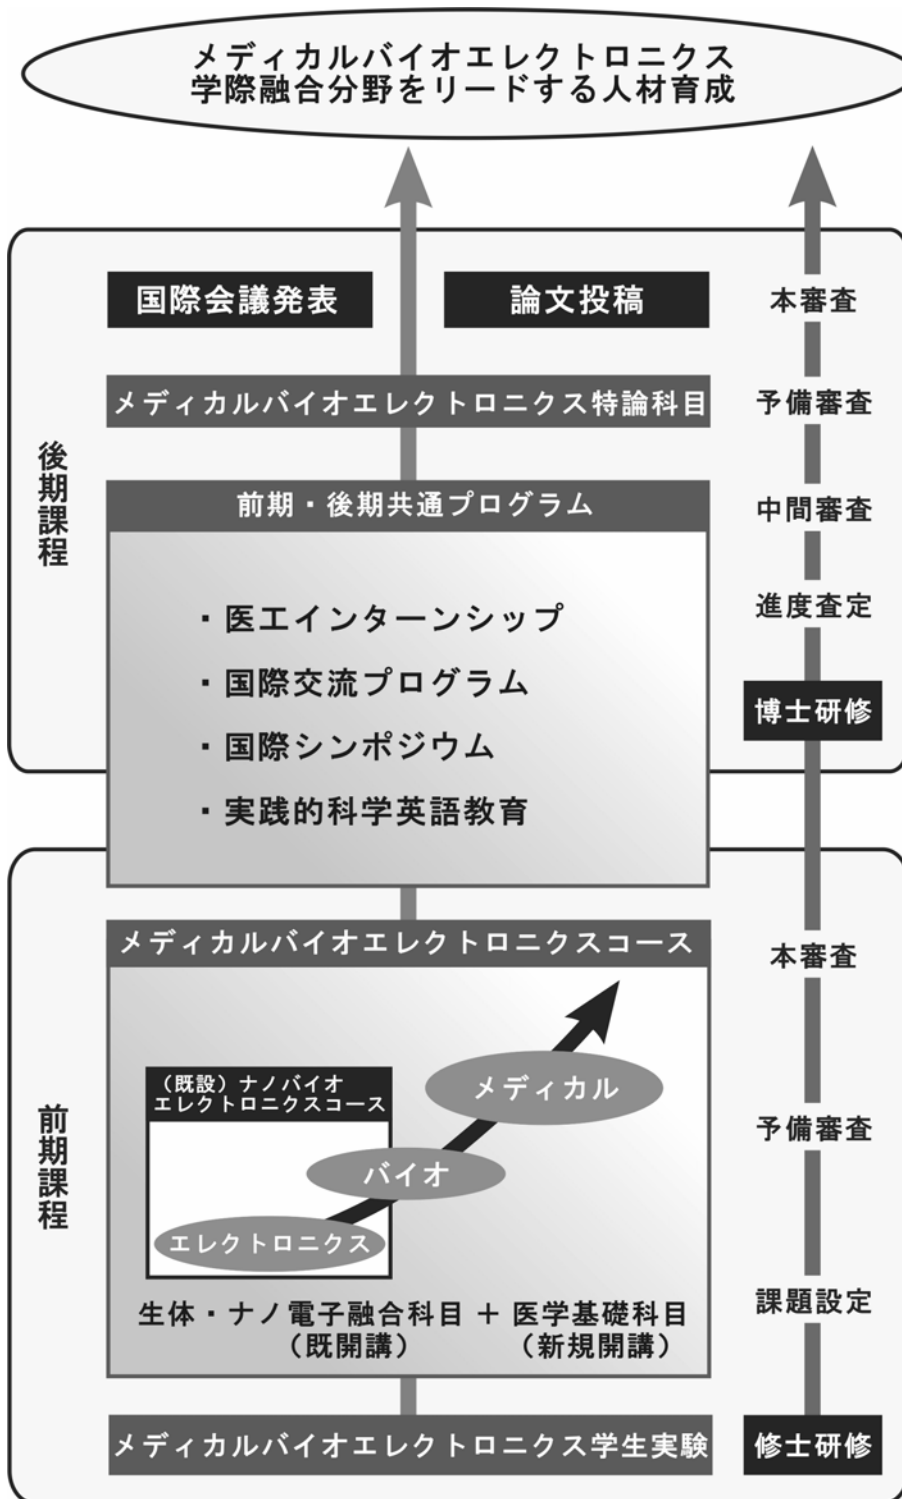 メディカルバイオエレクトロニクス
学際融合分野をリードする人材育成
後期課程
国際会議発表
論文投稿
メディカルバイオエレクトロニクス特論科目
前期・後期共通プログラム
・医工インターンシップ
・国際交流プログラム
・国際シンポジウム
・実践的科学英語教育
本審査
予備審査
中間審査
進度査定
博士研修
前期課程
メディカルバイオエレクトロニクスコース
（既設）ナノバイオ
エレクトロニクスコース
メディカル
バイオ
エレクトロニクス
生体・ナノ電子融合科目 + 医学基礎科目
（既開講）　（新規開講）
メディカルバイオエレクトロニクス学生実験
本審査
予備審査
課題設定
修士研修